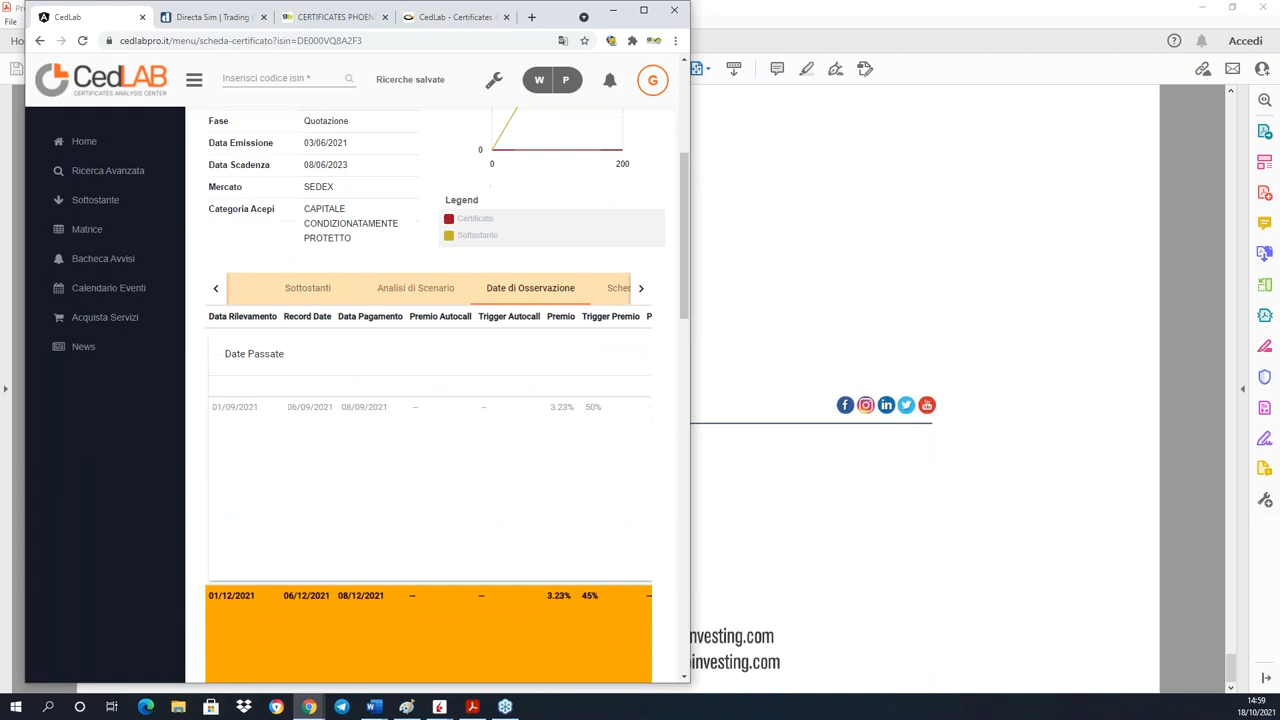 CedLab
Directa Sim | Trading
CERTIFICATES PHOEN
CedLab - Certificates
cedlabpro.it/menu/scheda-certificato?isin=DE000VQ8A2F3
CedLAB
CERTIFICATES ANALYSIS CENTER
Inserisci codice isin *
Ricerche salvate
W P
G
Accedi
Home
Ricerca Avanzata
Sottostante
Matrice
Bacheca Avvisi
Calendario Eventi
Acquista Servizi
News
Fase Quotazione
Data Emissione 03/06/2021
Data Scadenza 08/06/2023
Mercato SEDEX
Categoria Acepi CAPITALE
CONDIZIONATAMENTE
PROTETTO
0
0 200
Legend
Certificato
Sottostante
Sottostanti Analisi di Scenario Date di Osservazione Sched
Data Rilevamento Record Date Data Pagamento Premio Autocall Trigger Autocall Premio Trigger Premio P
Date Passate
01/09/2021 06/09/2021 08/09/2021 -- -- 3.23% 50% -
01/12/2021 06/12/2021 08/12/2021 -- -- 3.23% 45% --
nvesting.com
investing.com
14:59
18/10/2021